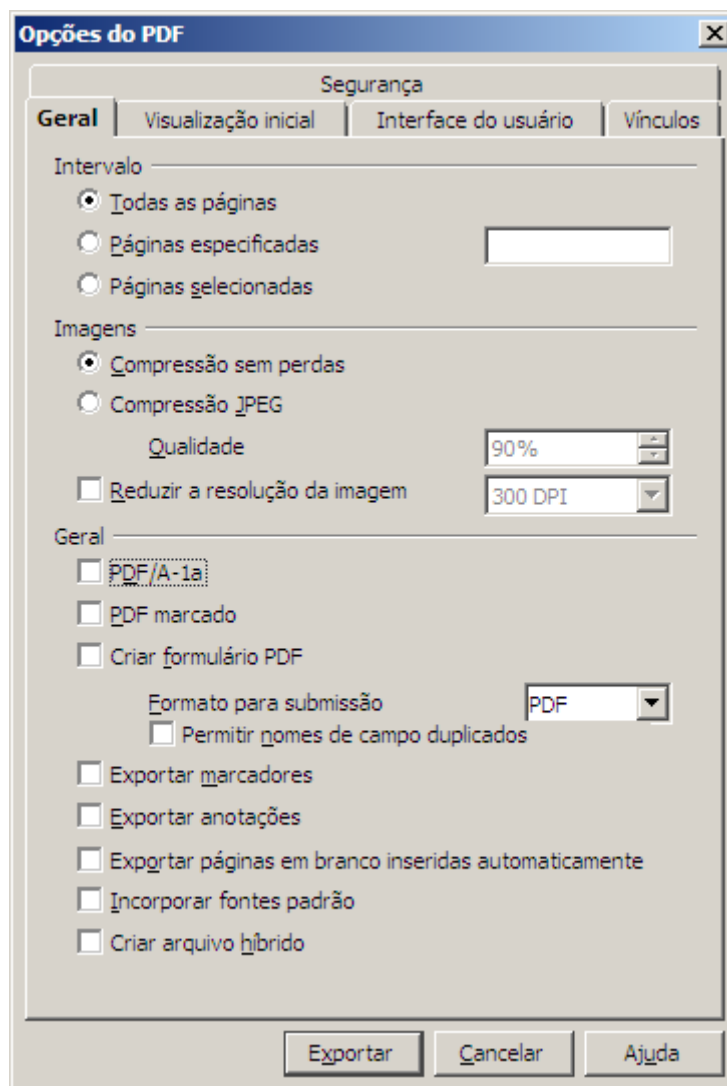 Opções do PDF
Segurança
Geral Visualização inicial Interface do usuário Vínculos
Intervalo
Todas as páginas
Páginas especificadas
Páginas selecionadas
Imagens
Compressão sem perdas
Compressão JPEG
Qualidade 90%
Reduzir a resolução da imagem 300 DPI
Geral
PDF/A-1a
PDF marcado
Criar formulário PDF
Formato para submissão PDF
Permitir nomes de campo duplicados
Exportar marcadores
Exportar anotações
Exportar páginas em branco inseridas automaticamente
Incorporar fontes padrão
Criar arquivo híbrido
Exportar Cancelar Ajuda